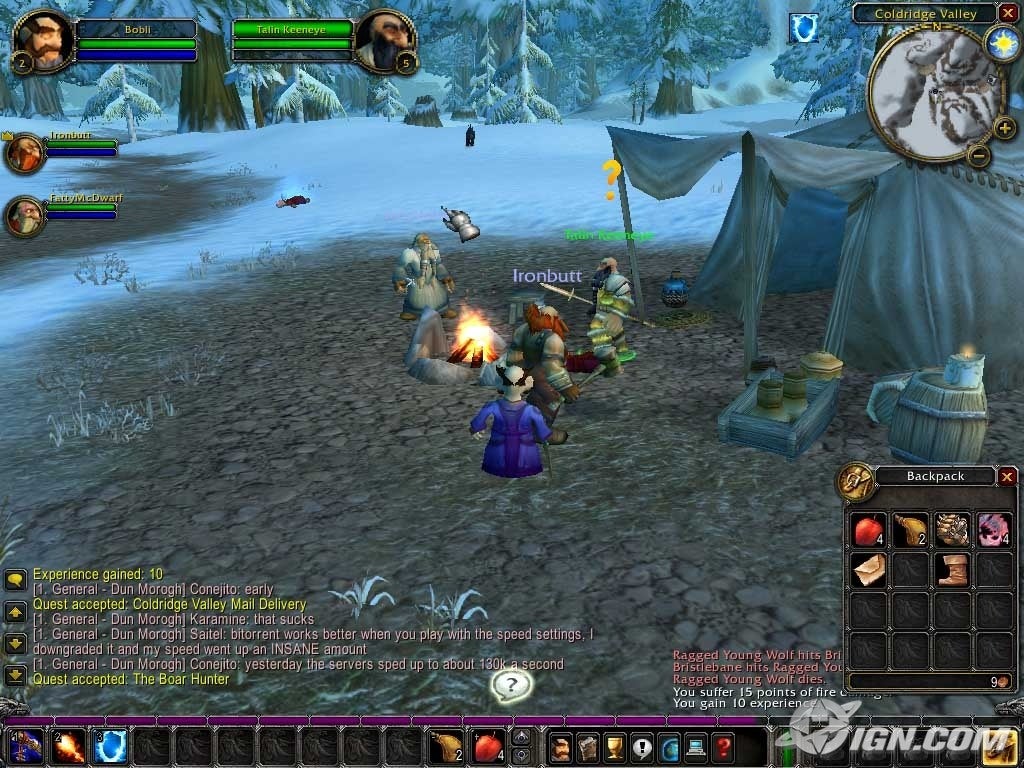 Bobli
2
Talin Keeneye
5
Coldridge Valley
N
Ironbutt
FattyMcDwarf
Talin Keeneye
Ironbutt
Backpack
4
2
4
Experience gained: 10
[1. General - Dun Morogh] Conejito: early
Quest accepted: Coldridge Valley Mail Delivery
[1. General - Dun Morogh] Karamine: that sucks
[1. General - Dun Morogh] Saitel: bitorrent works better when you play with the speed settings, I
downgraded it and my speed went up an INSANE amount
[1. General - Dun Morogh] Conejito: yesterday the servers sped up to about 130k a second
Quest accepted: The Boar Hunter
Ragged Young Wolf hits Bri
Bristlebane hits Ragged You
Ragged Young Wolf dies.
You suffer 15 points of fire damage.
You gain 10 experience.
9
1
2
3
2
4
IGN.COM